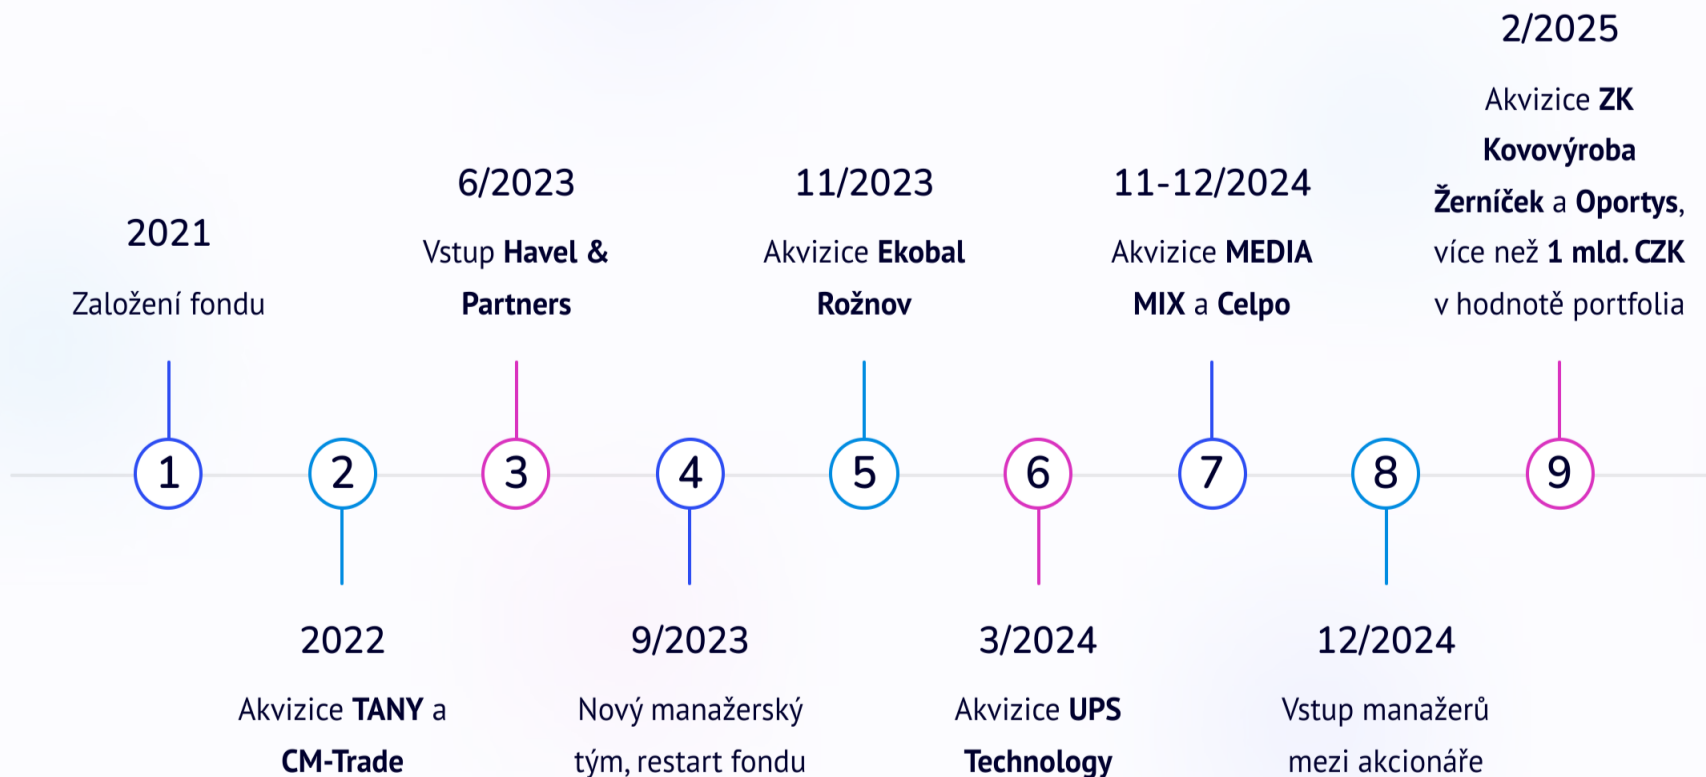 2021
Založení fondu
1
2
2022
Akvizice TANY a
CM-Trade
6/2023
Vstup Havel &
Partners
3
4
9/2023
Nový manažerský
tým, restart fondu
11/2023
Akvizice Ekobal
Rožnov
5
6
3/2024
Akvizice UPS
Technology
11-12/2024
Akvizice MEDIA
MIX a Celpo
7
8
12/2024
Vstup manažerů
mezi akcionáře
2/2025
Akvizice ZK
Kovovýroba
Žerníček a Oportys,
více než 1 mld. CZK
v hodnotě portfolia
9